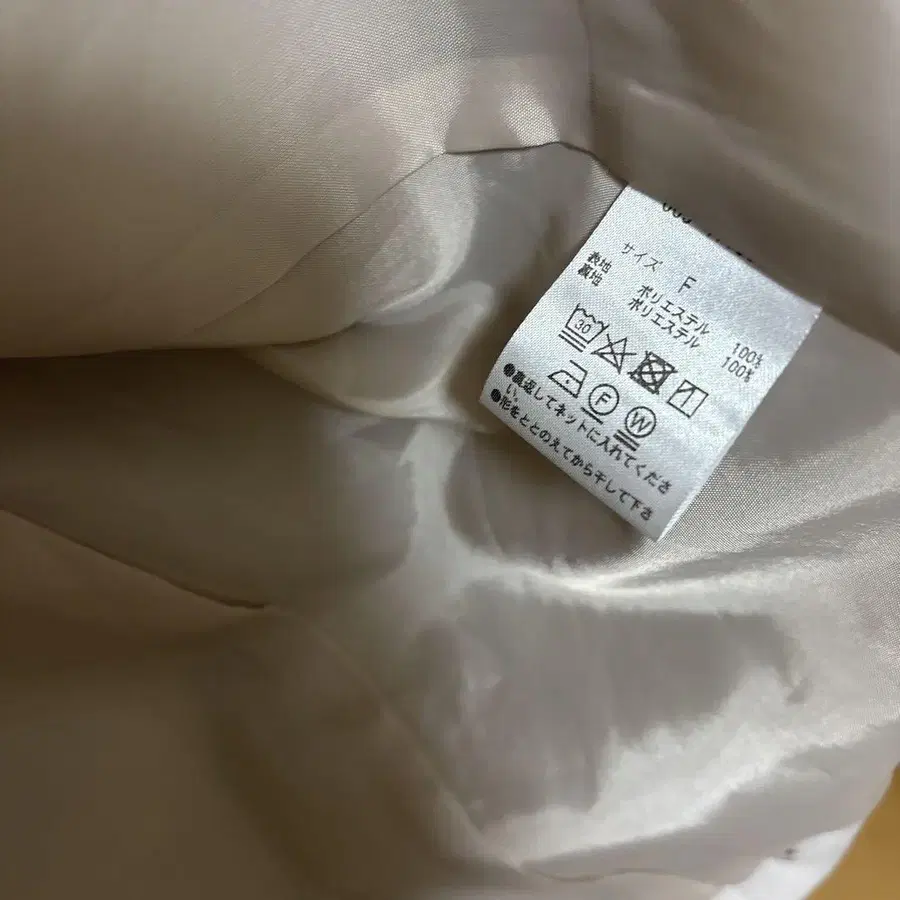 サイズ F
表地 ポリエステル 100%
裏地 ポリエステル 100%
30
F W
●裏返してネットに入れてくださ
い。
●形をととのえてから干して下さ